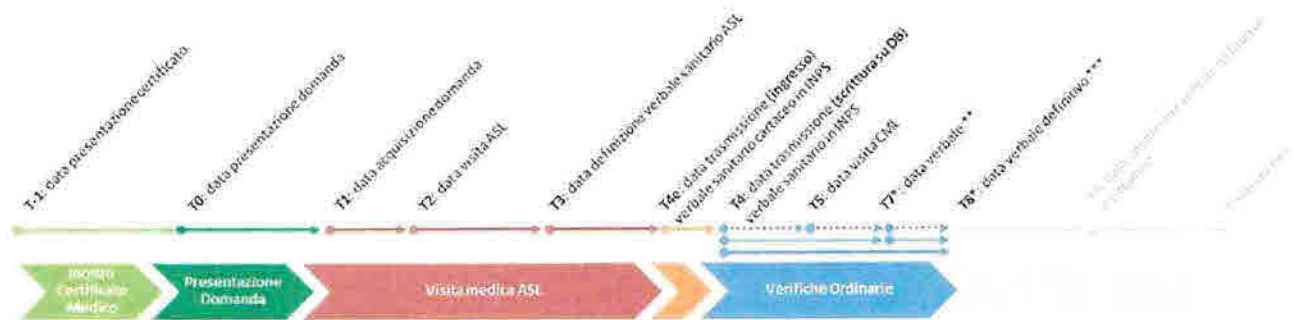 T-1: data presentazione certificato
T0: data presentazione domanda
T1: data acquisizione domanda
T2: data visita ASL
T3: data definizione verbale sanitario ASL
T4e: data trasmissione (ingresso)
verbale sanitario cartaceo in INPS
T4: data trasmissione (scrittura su DB)
verbale sanitario in INPS
T5: data visita CML
T7*: data verbale **
T8*: data verbale definitivo ***
Inoltro
Certificato
Medico
Presentazione
Domanda
Visita medica ASL
Verifiche Ordinarie